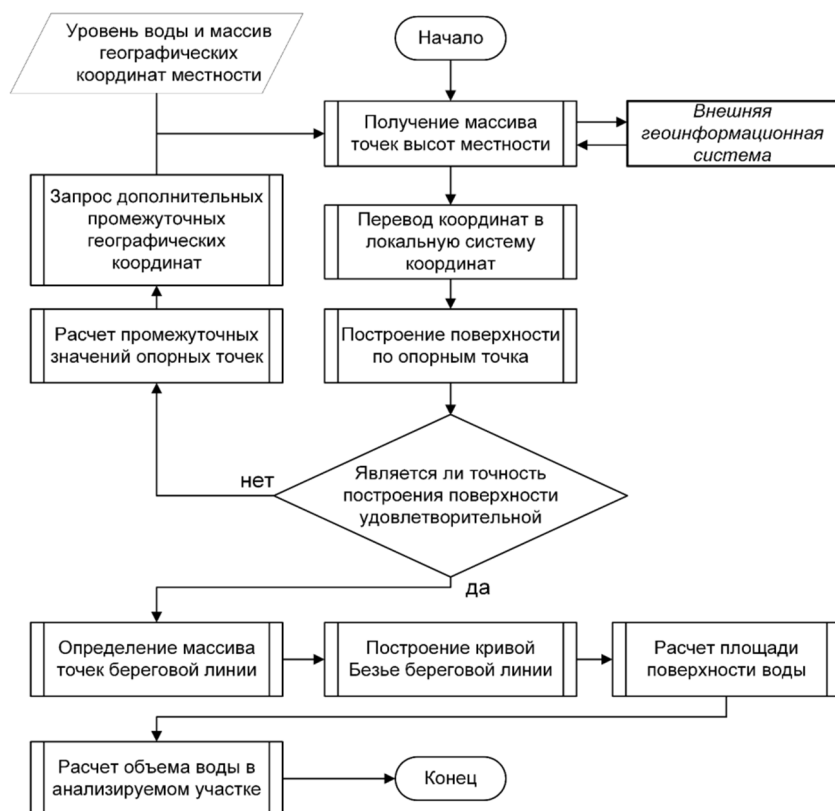 Уровень воды и массив
географических
координат местности
Начало
Получение массива
точек высот местности
Внешняя
геоинформационная
система
Запрос дополнительных
промежуточных
географических
координат
Перевод координат в
локальную систему
координат
Расчет промежуточных
значений опорных точек
Построение поверхности
по опорным точка
нет
Является ли точность
построения поверхности
удовлетворительной
да
Определение массива
точек береговой линии
Построение кривой
Безье береговой линии
Расчет площади
поверхности воды
Расчет объема воды в
анализируемом участке
Конец